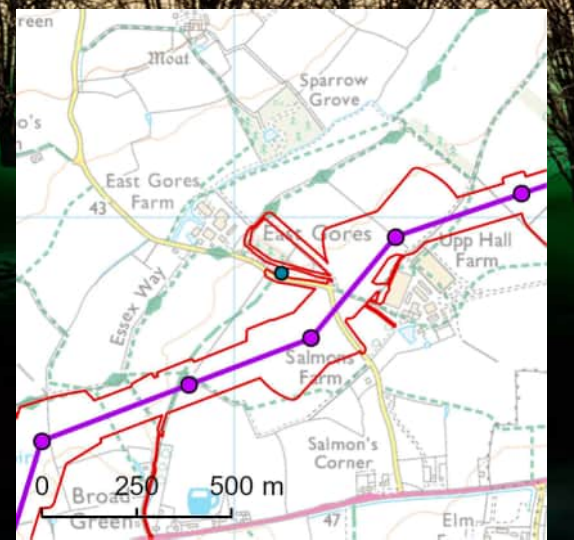 Moat
Sparrow
Grove
East Gores
Farm
43
East Gores
Upp Hall
Farm
Essex Way
Salmons
Farm
Salmon's
Corner
0 250 500 m
Broad
Green
47
Elm